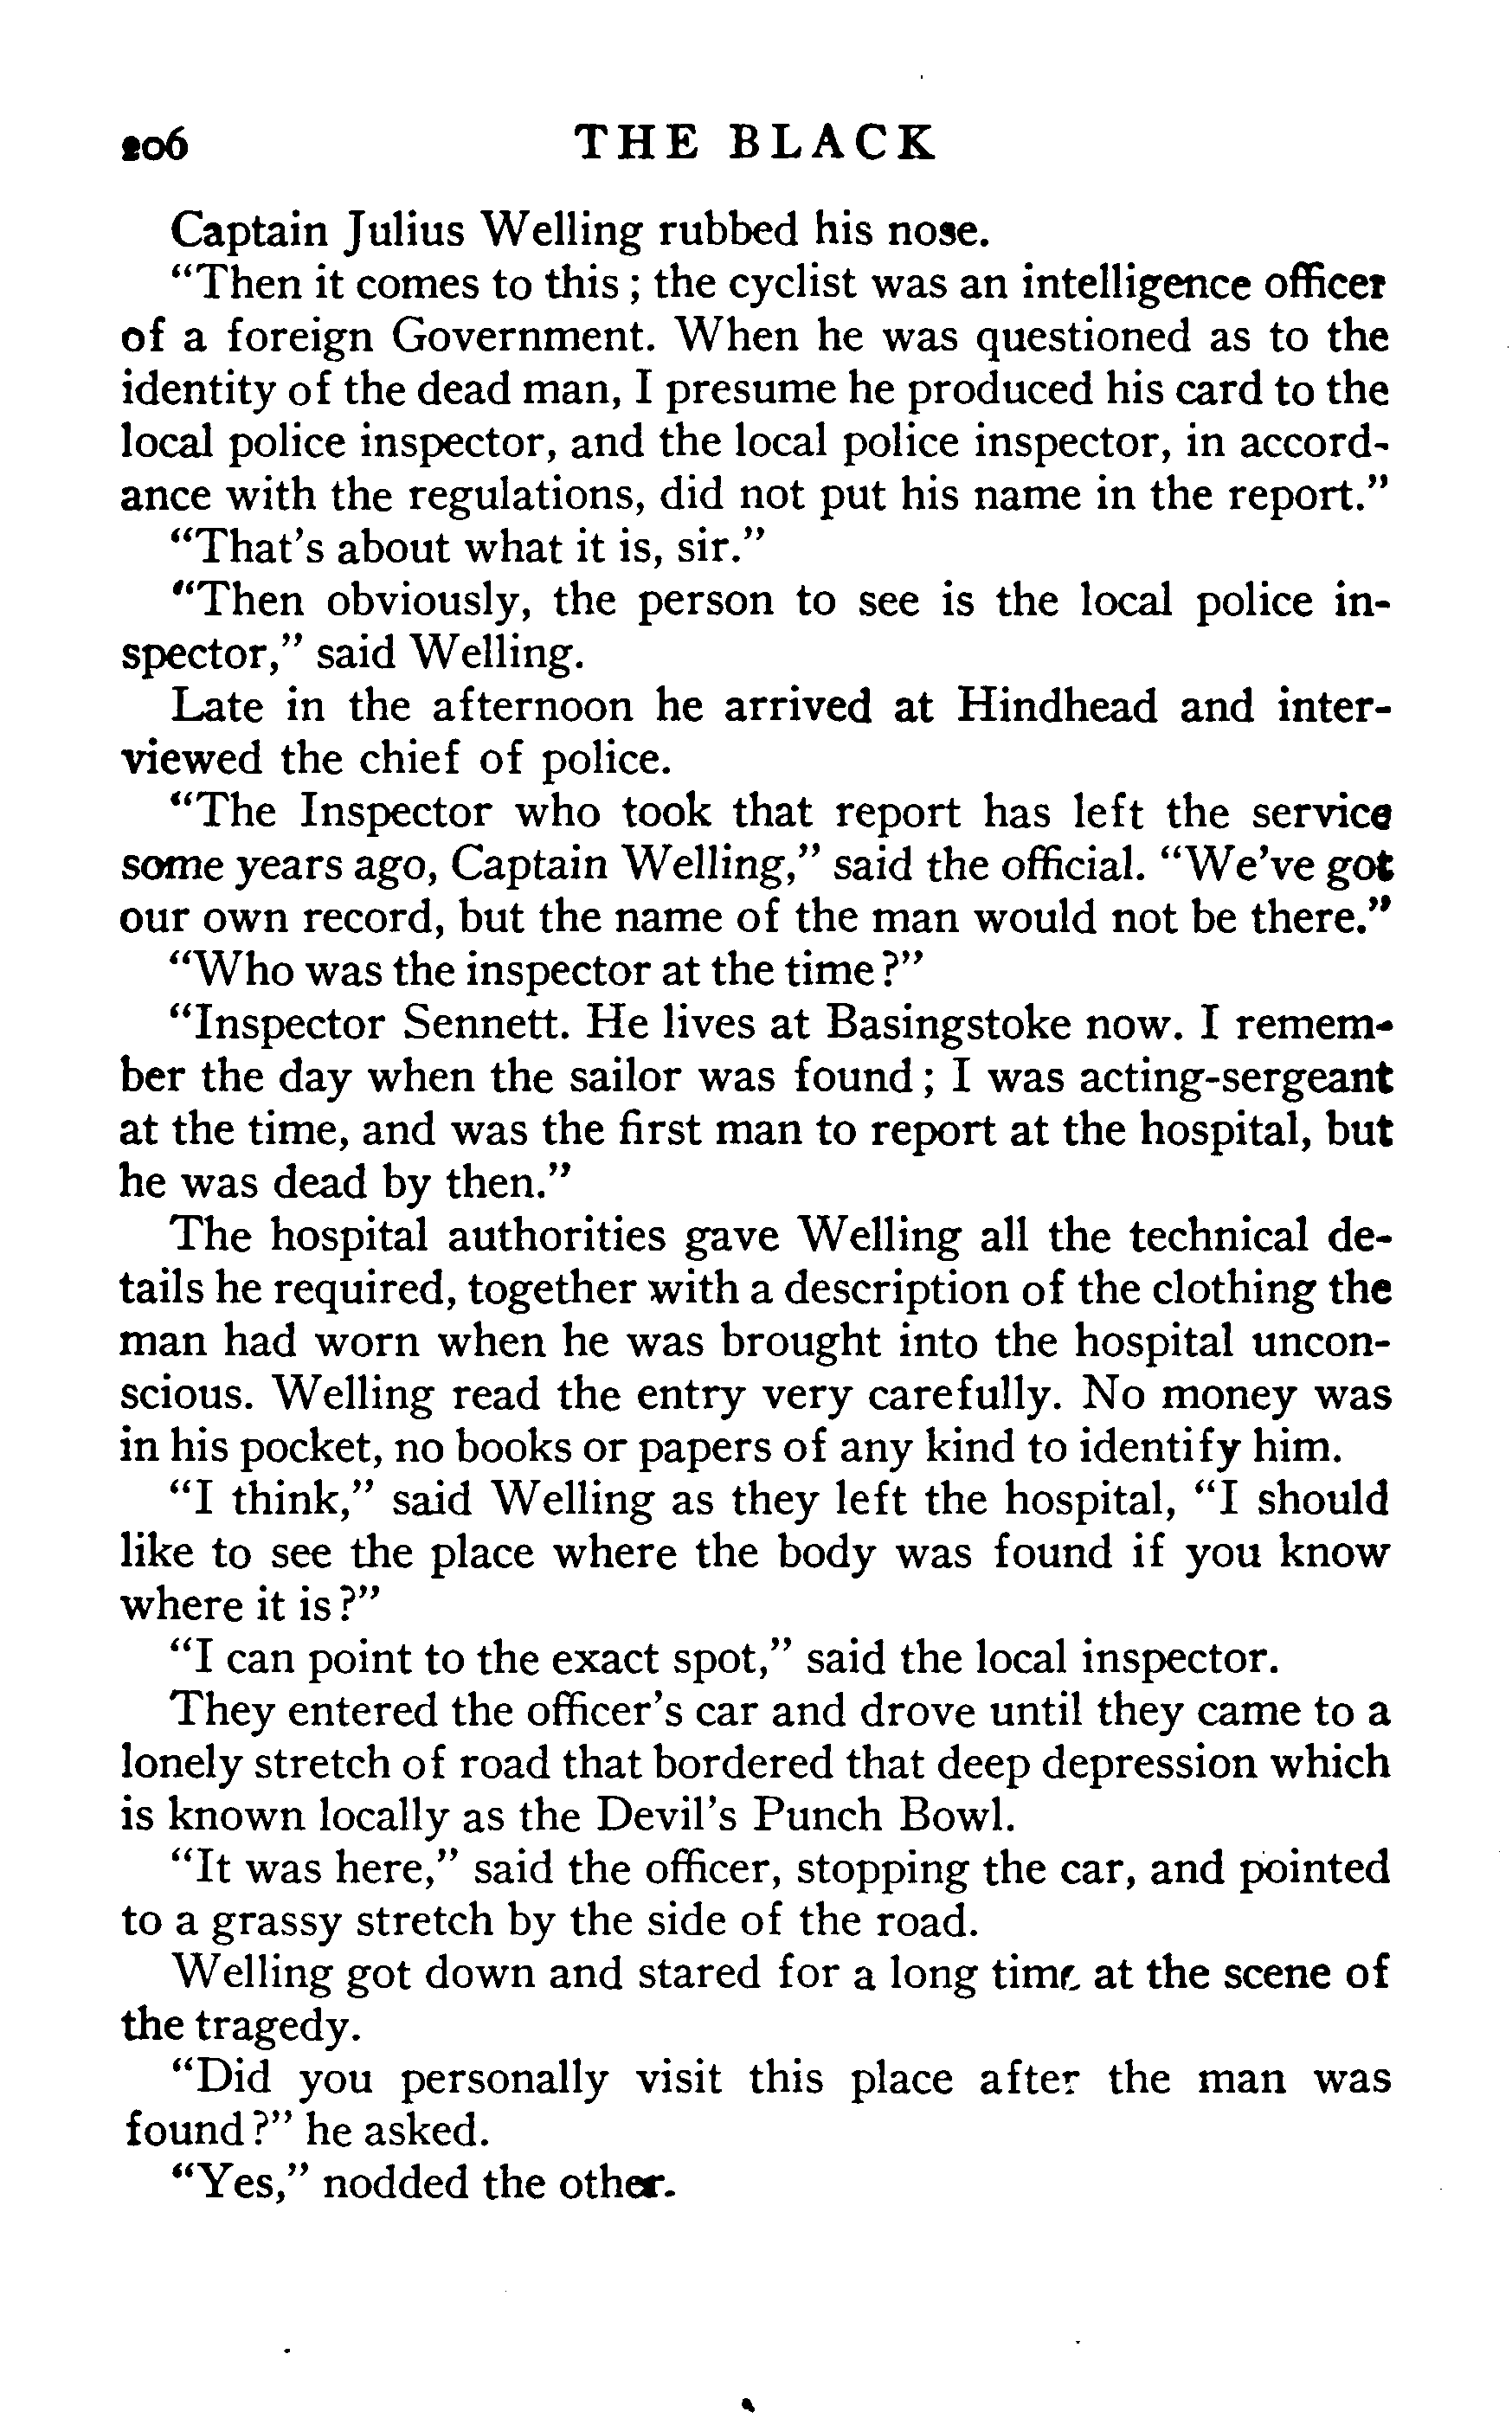 206 THE BLACK
Captain Julius Welling rubbed his nose.
"Then it comes to this; the cyclist was an intelligence officer
of a foreign Government. When he was questioned as to the
identity of the dead man, I presume he produced his card to the
local police inspector, and the local police inspector, in accord-
ance with the regulations, did not put his name in the report."
"That's about what it is, sir."
"Then obviously, the person to see is the local police in-
spector," said Welling.
Late in the afternoon he arrived at Hindhead and inter-
viewed the chief of police.
"The Inspector who took that report has left the service
some years ago, Captain Welling," said the official. "We've got
our own record, but the name of the man would not be there."
"Who was the inspector at the time?"
"Inspector Sennett. He lives at Basingstoke now. I remem-
ber the day when the sailor was found; I was acting-sergeant
at the time, and was the first man to report at the hospital, but
he was dead by then."
The hospital authorities gave Welling all the technical de-
tails he required, together with a description of the clothing the
man had worn when he was brought into the hospital uncon-
scious. Welling read the entry very carefully. No money was
in his pocket, no books or papers of any kind to identify him.
"I think," said Welling as they left the hospital, "I should
like to see the place where the body was found if you know
where it is?"
"I can point to the exact spot," said the local inspector.
They entered the officer's car and drove until they came to a
lonely stretch of road that bordered that deep depression which
is known locally as the Devil's Punch Bowl.
"It was here," said the officer, stopping the car, and pointed
to a grassy stretch by the side of the road.
Welling got down and stared for a long time at the scene of
the tragedy.
"Did you personally visit this place after the man was
found?" he asked.
"Yes," nodded the other.